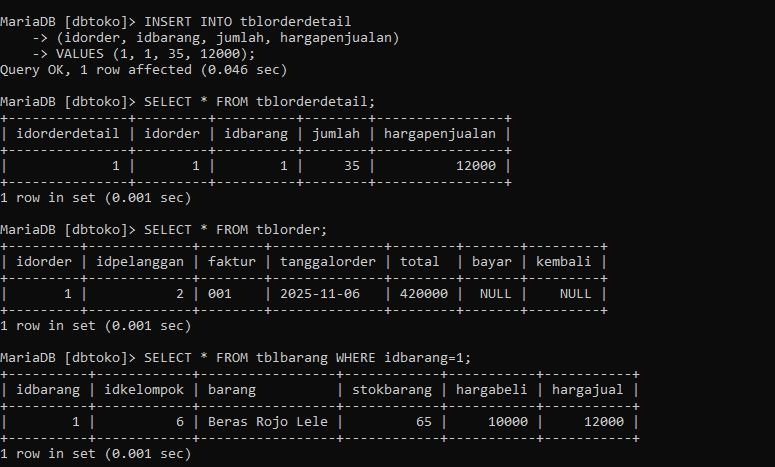 MariaDB [dbtoko]> INSERT INTO tblorderdetail
    -> (idorder, idbarang, jumlah, hargapenjualan)
    -> VALUES (1, 1, 35, 12000);
Query OK, 1 row affected (0.046 sec)

MariaDB [dbtoko]> SELECT * FROM tblorderdetail;
+---------------+---------+----------+--------+----------------+
| idorderdetail | idorder | idbarang | jumlah | hargapenjualan |
+---------------+---------+----------+--------+----------------+
|             1 |       1 |        1 |     35 |          12000 |
+---------------+---------+----------+--------+----------------+
1 row in set (0.001 sec)

MariaDB [dbtoko]> SELECT * FROM tblorder;
+---------+-------------+--------+--------------+--------+-------+---------+
| idorder | idpelanggan | faktur | tanggalorder | total  | bayar | kembali |
+---------+-------------+--------+--------------+--------+-------+---------+
|       1 |           2 | 001    | 2025-11-06   | 420000 |  NULL |    NULL |
+---------+-------------+--------+--------------+--------+-------+---------+
1 row in set (0.001 sec)

MariaDB [dbtoko]> SELECT * FROM tblbarang WHERE idbarang=1;
+----------+------------+-----------------+------------+-----------+-----------+
| idbarang | idkelompok | barang          | stokbarang | hargabeli | hargajual |
+----------+------------+-----------------+------------+-----------+-----------+
|        1 |          6 | Beras Rojo Lele |         65 |     10000 |     12000 |
+----------+------------+-----------------+------------+-----------+-----------+
1 row in set (0.001 sec)